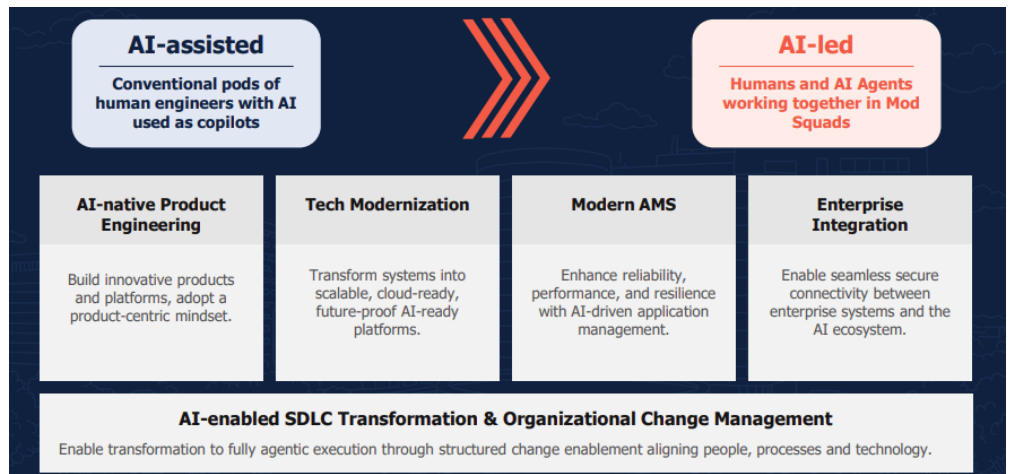 AI-assisted
Conventional pods of
human engineers with AI
used as copilots
AI-led
Humans and AI Agents
working together in Mod
Squads
AI-native Product
Engineering
Build innovative products
and platforms, adopt a
product-centric mindset.
Tech Modernization
Transform systems into
scalable, cloud-ready,
future-proof AI-ready
platforms.
Modern AMS
Enhance reliability,
performance, and resilience
with AI-driven application
management.
Enterprise
Integration
Enable seamless secure
connectivity between
enterprise systems and the
AI ecosystem.
AI-enabled SDLC Transformation & Organizational Change Management
Enable transformation to fully agentic execution through structured change enablement aligning people, processes and technology.